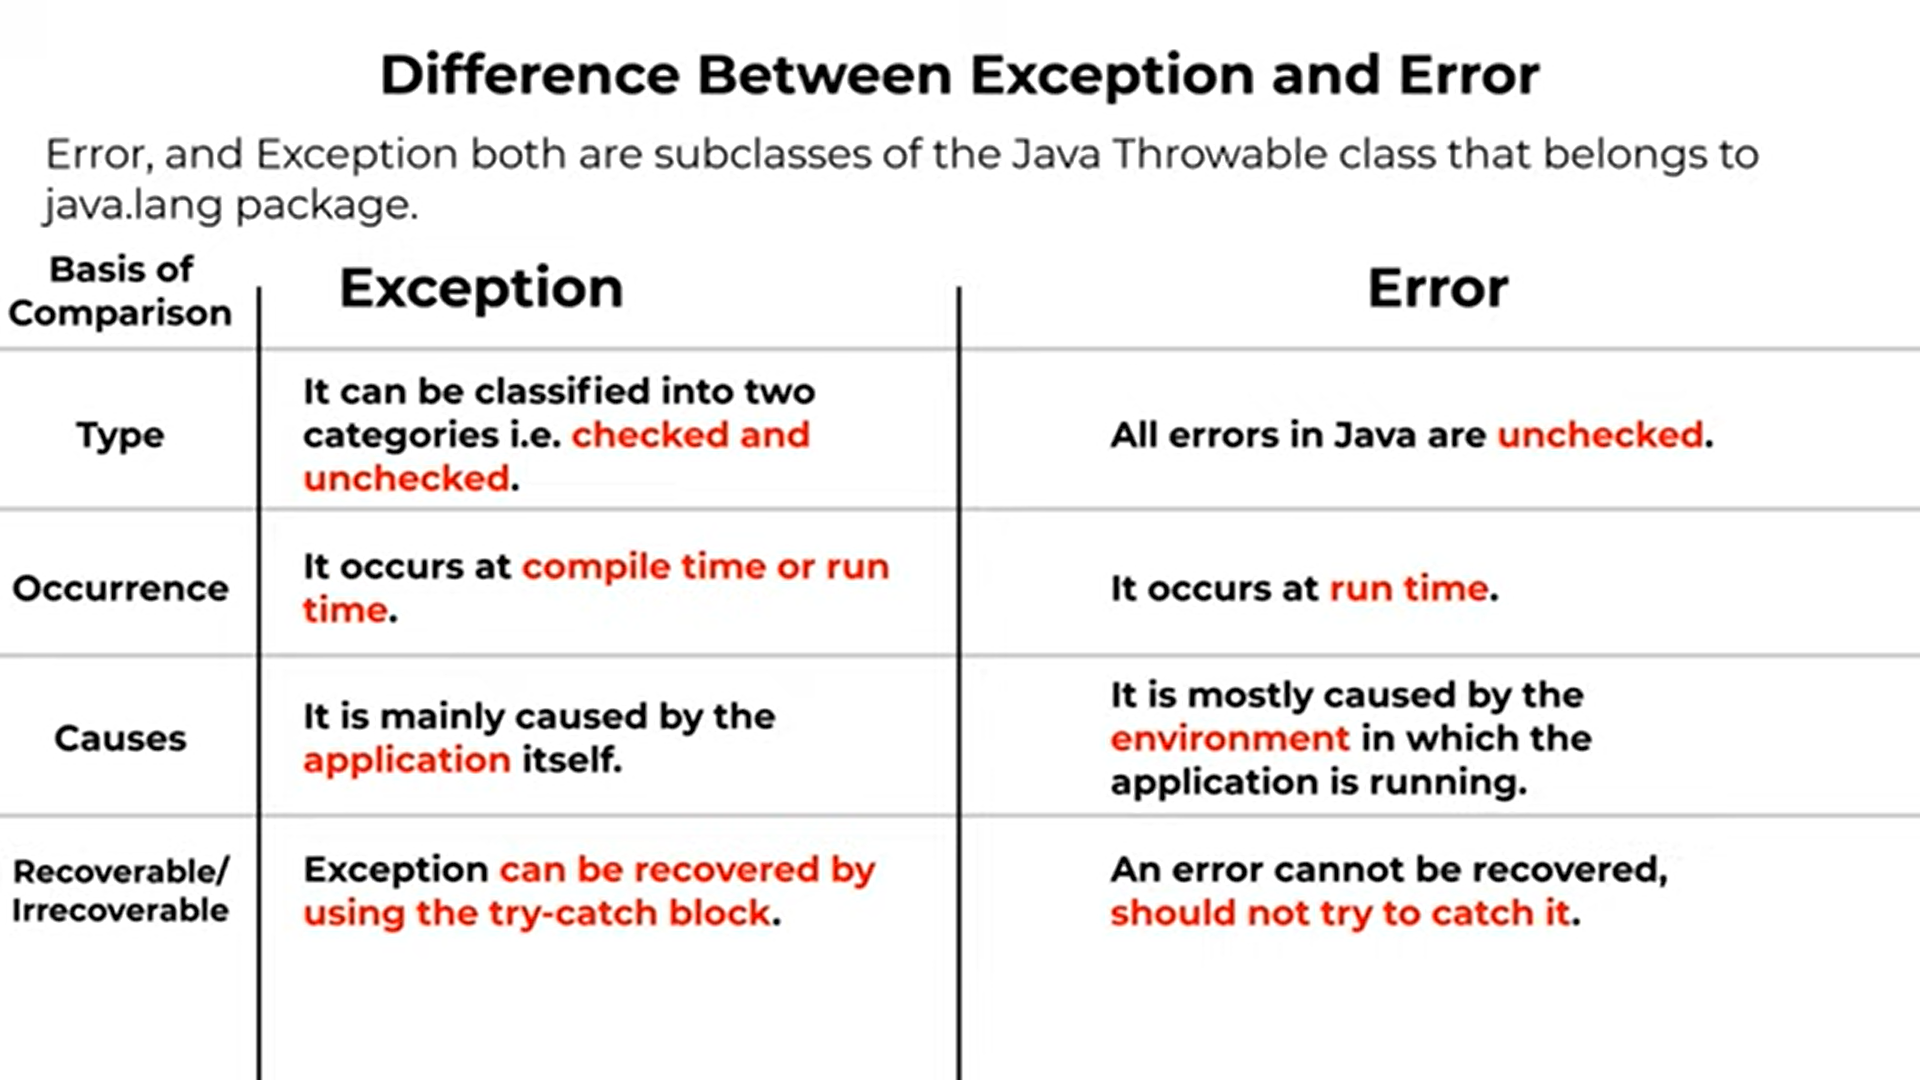 Difference Between Exception and Error
Error, and Exception both are subclasses of the Java Throwable class that belongs to
java.lang package.
Basis of
Comparison
Exception
Error
Type
It can be classified into two
categories i.e. checked and
unchecked.
All errors in Java are unchecked.
Occurrence
It occurs at compile time or run
time.
It occurs at run time.
Causes
It is mainly caused by the
application itself.
It is mostly caused by the
environment in which the
application is running.
Recoverable/
Irrecoverable
Exception can be recovered by
using the try-catch block.
An error cannot be recovered,
should not try to catch it.